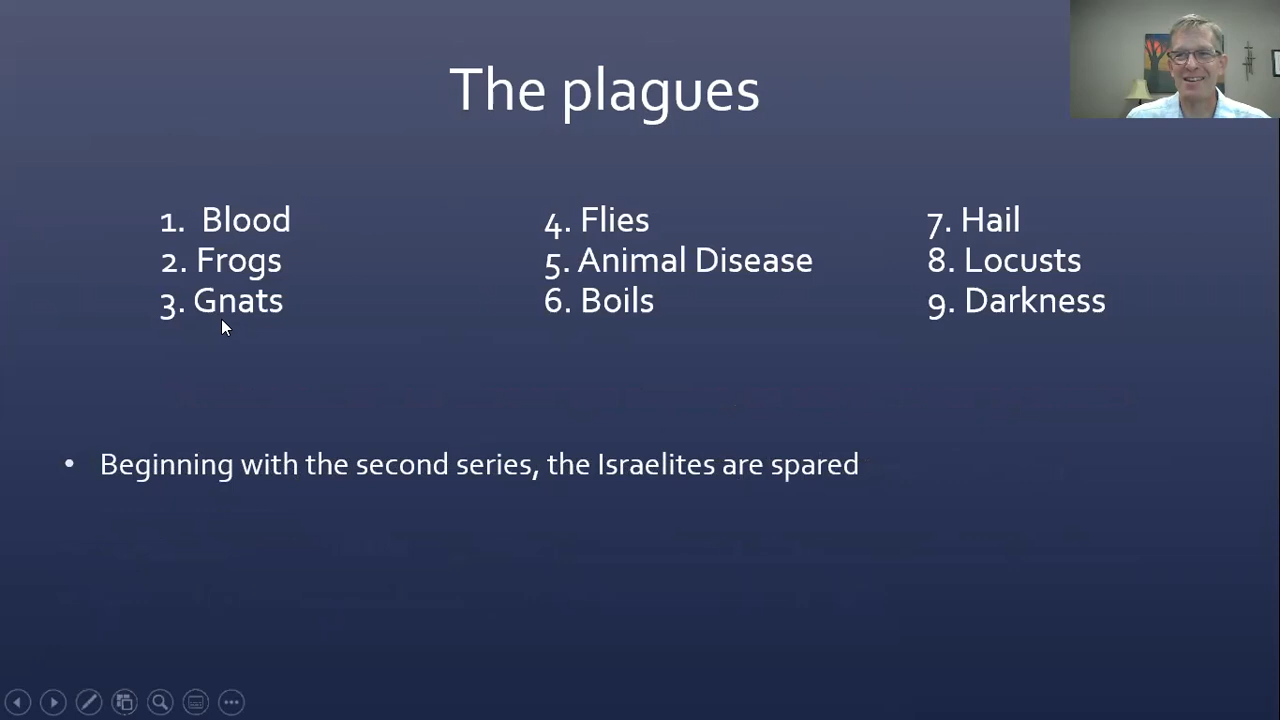 The plagues
1. Blood
2. Frogs
3. Gnats
4. Flies
5. Animal Disease
6. Boils
7. Hail
8. Locusts
9. Darkness
• Beginning with the second series, the Israelites are spared